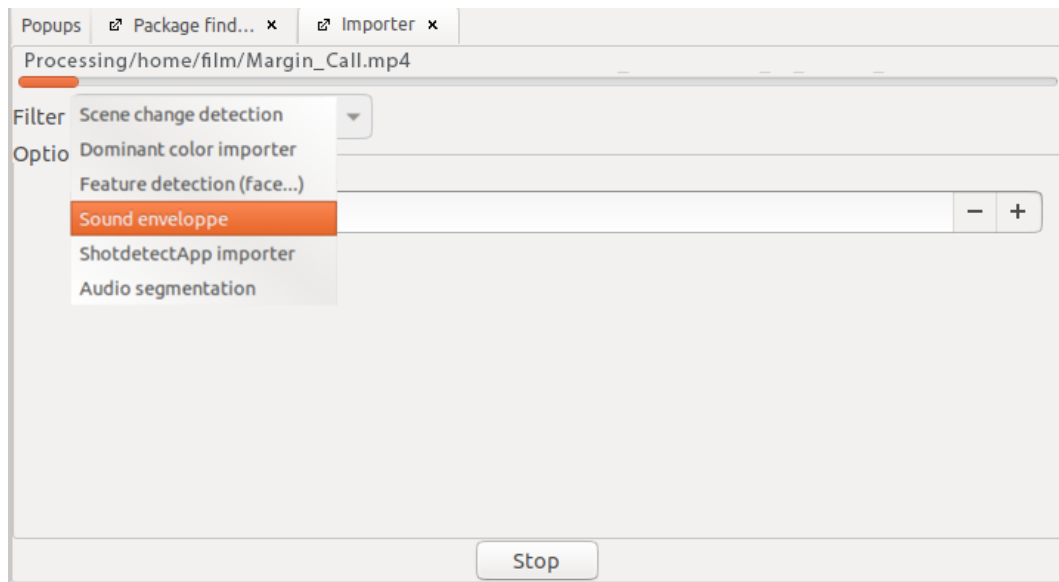 Popups Package find... × Importer ×
Processing/home/film/Margin_Call.mp4
Filter Scene change detection
Optio Dominant color importer
Feature detection (face...)
Sound enveloppe
− +
ShotdetectApp importer
Audio segmentation
Stop